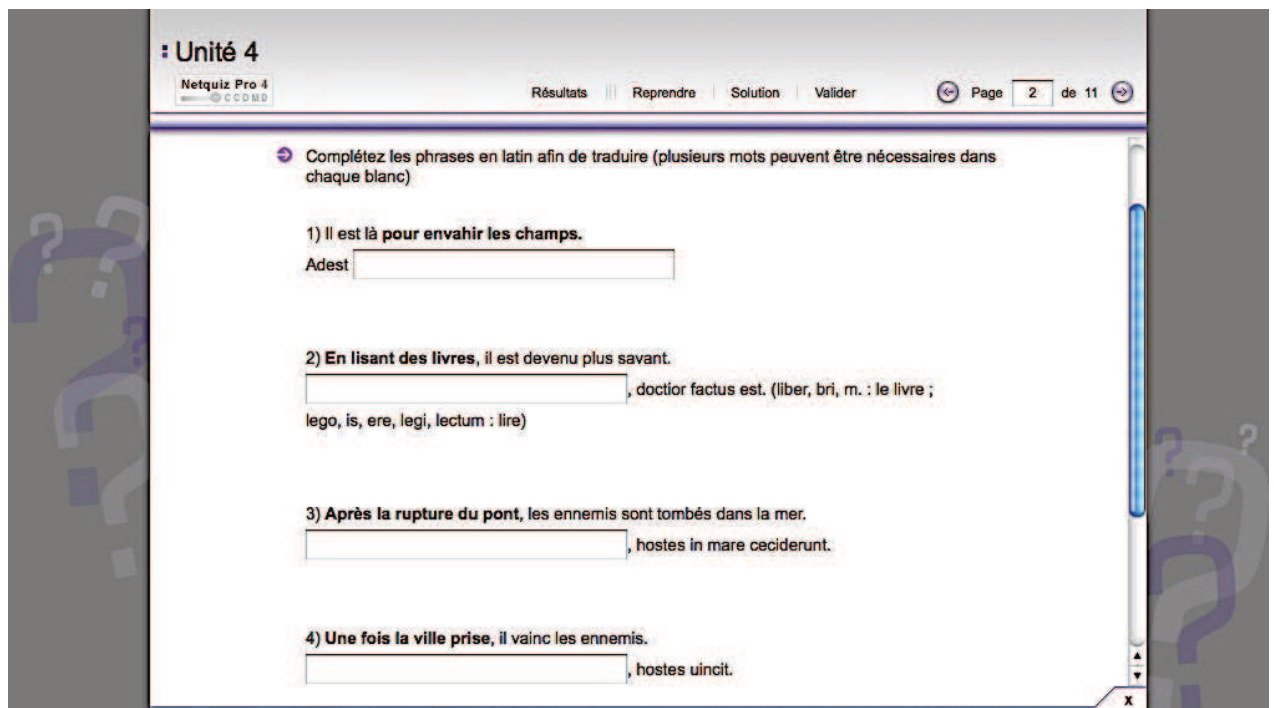 Unité 4
Netquiz Pro 4
CCDMD
Résultats Reprendre Solution Valider Page 2 de 11
Complétez les phrases en latin afin de traduire (plusieurs mots peuvent être nécessaires dans
chaque blanc)
1) Il est là pour envahir les champs.
Adest
2) En lisant des livres, il est devenu plus savant.
, doctior factus est. (liber, bri, m. : le livre ;
lego, is, ere, legi, lectum : lire)
3) Après la rupture du pont, les ennemis sont tombés dans la mer.
, hostes in mare ceciderunt.
4) Une fois la ville prise, il vainc les ennemis.
, hostes uincit.
x